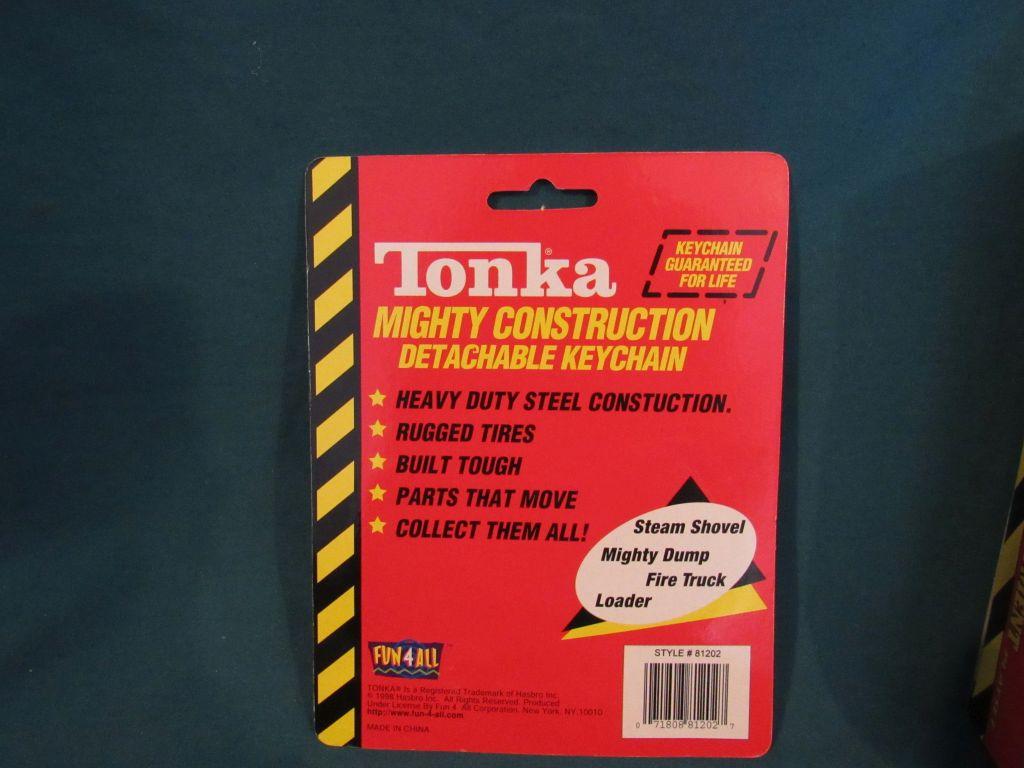 Tonka®
KEYCHAIN
GUARANTEED
FOR LIFE
MIGHTY CONSTRUCTION
DETACHABLE KEYCHAIN
HEAVY DUTY STEEL CONSTUCTION.
RUGGED TIRES
BUILT TOUGH
PARTS THAT MOVE
COLLECT THEM ALL!
Steam Shovel
Mighty Dump
Fire Truck
Loader
FUN 4 ALL
TONKA® Is a Registered Trademark of Hasbro Inc.
© 1998 Hasbro Inc. All Rights Reserved. Produced
Under License By Fun 4 All Corporation. New York, NY.10010
http://www.fun-4-all.com
MADE IN CHINA
STYLE # 81202
0 71808 81202 7